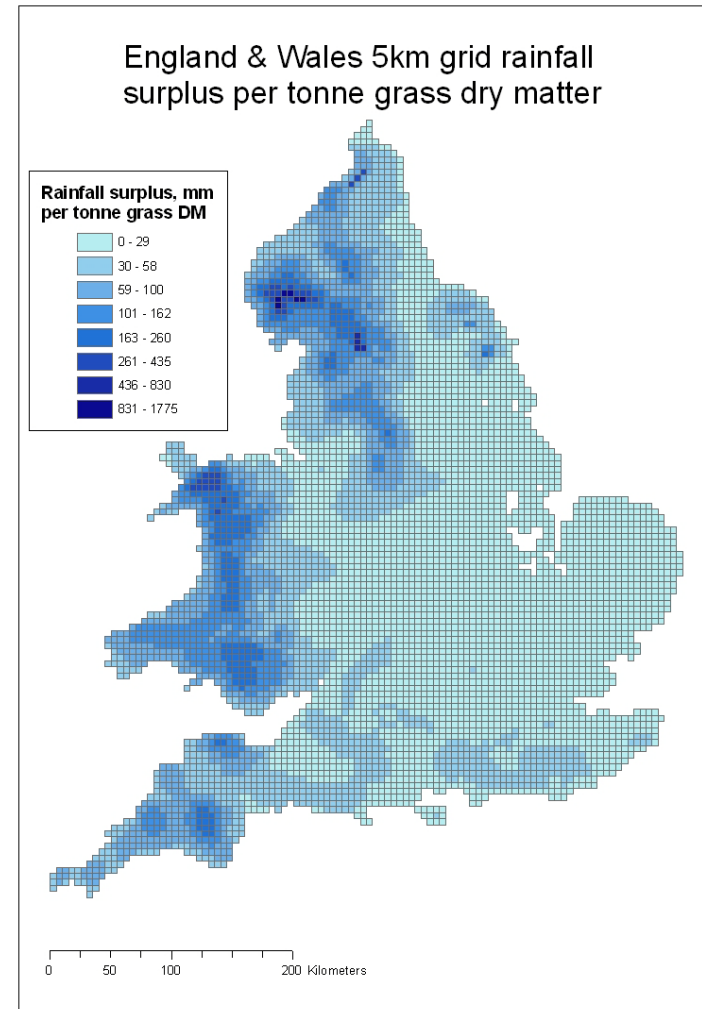 England & Wales 5km grid rainfall
surplus per tonne grass dry matter
Rainfall surplus, mm
per tonne grass DM
0 - 29
30 - 58
59 - 100
101 - 162
163 - 260
261 - 435
436 - 830
831 - 1775
0 50 100 200 Kilometers